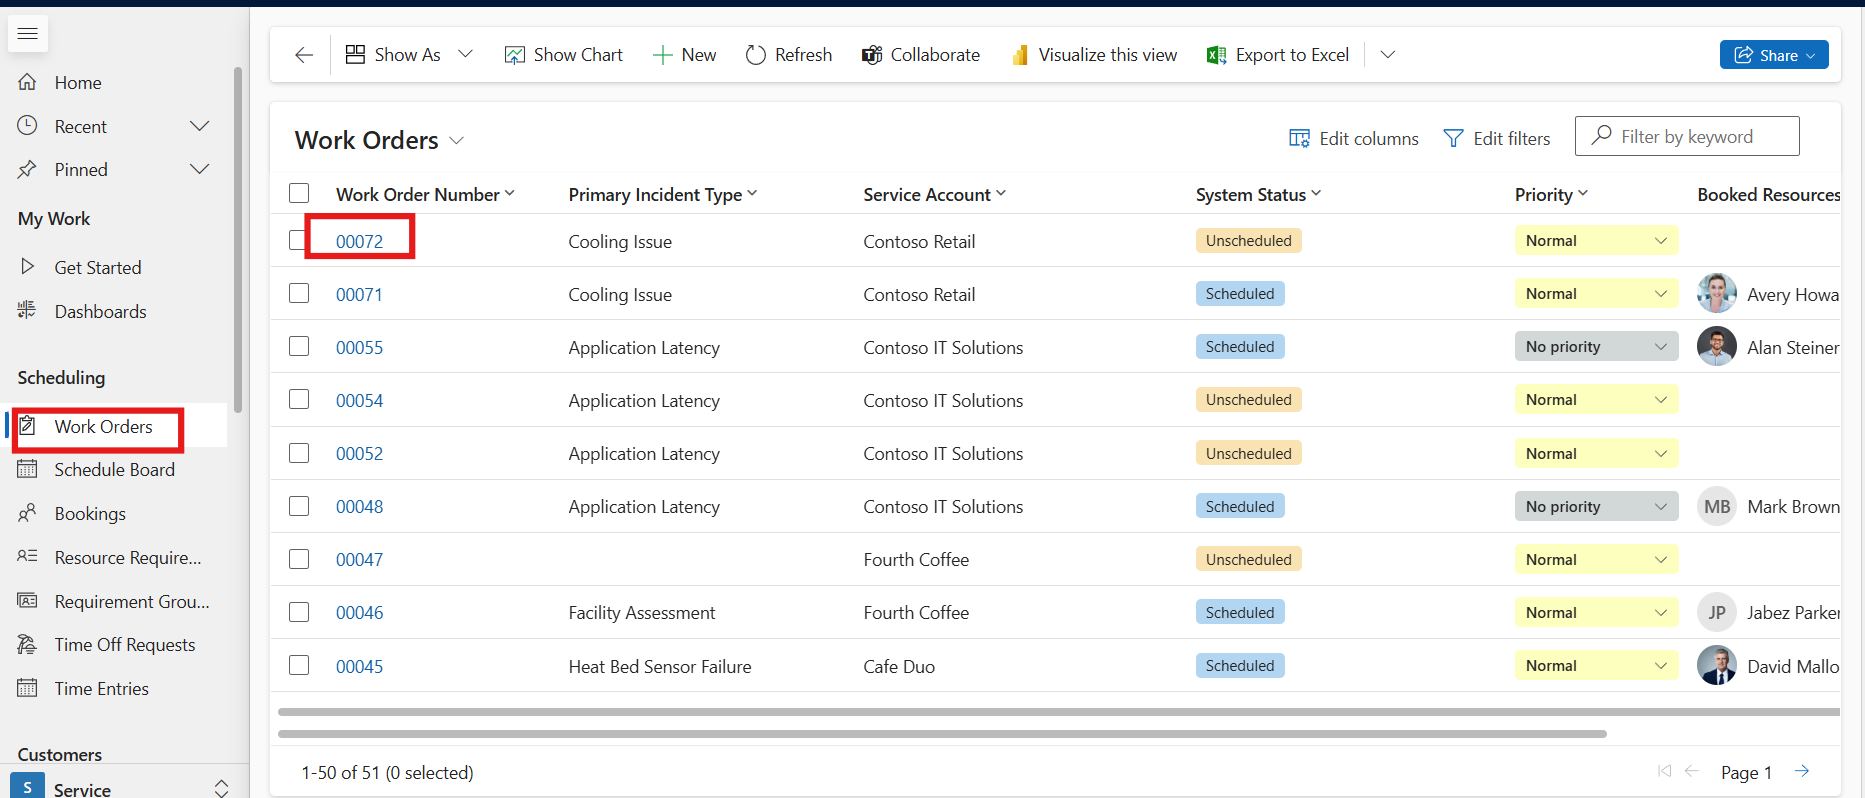 Show As
Show Chart
New
Refresh
Collaborate
Visualize this view
Export to Excel
Share
Home
Recent
Pinned
My Work
Get Started
Dashboards
Scheduling
Work Orders
Schedule Board
Bookings
Resource Require...
Requirement Grou...
Time Off Requests
Time Entries
Customers
S Service
Work Orders
Edit columns
Edit filters
Filter by keyword
Work Order Number Primary Incident Type Service Account System Status Priority Booked Resources
00072 Cooling Issue Contoso Retail Unscheduled Normal
00071 Cooling Issue Contoso Retail Scheduled Normal Avery Howa
00055 Application Latency Contoso IT Solutions Scheduled No priority Alan Steiner
00054 Application Latency Contoso IT Solutions Unscheduled Normal
00052 Application Latency Contoso IT Solutions Unscheduled Normal
00048 Application Latency Contoso IT Solutions Scheduled No priority MB Mark Brown
00047 Fourth Coffee Unscheduled Normal
00046 Facility Assessment Fourth Coffee Scheduled Normal JP Jabez Parker
00045 Heat Bed Sensor Failure Cafe Duo Scheduled Normal David Mallo
1-50 of 51 (0 selected)
Page 1